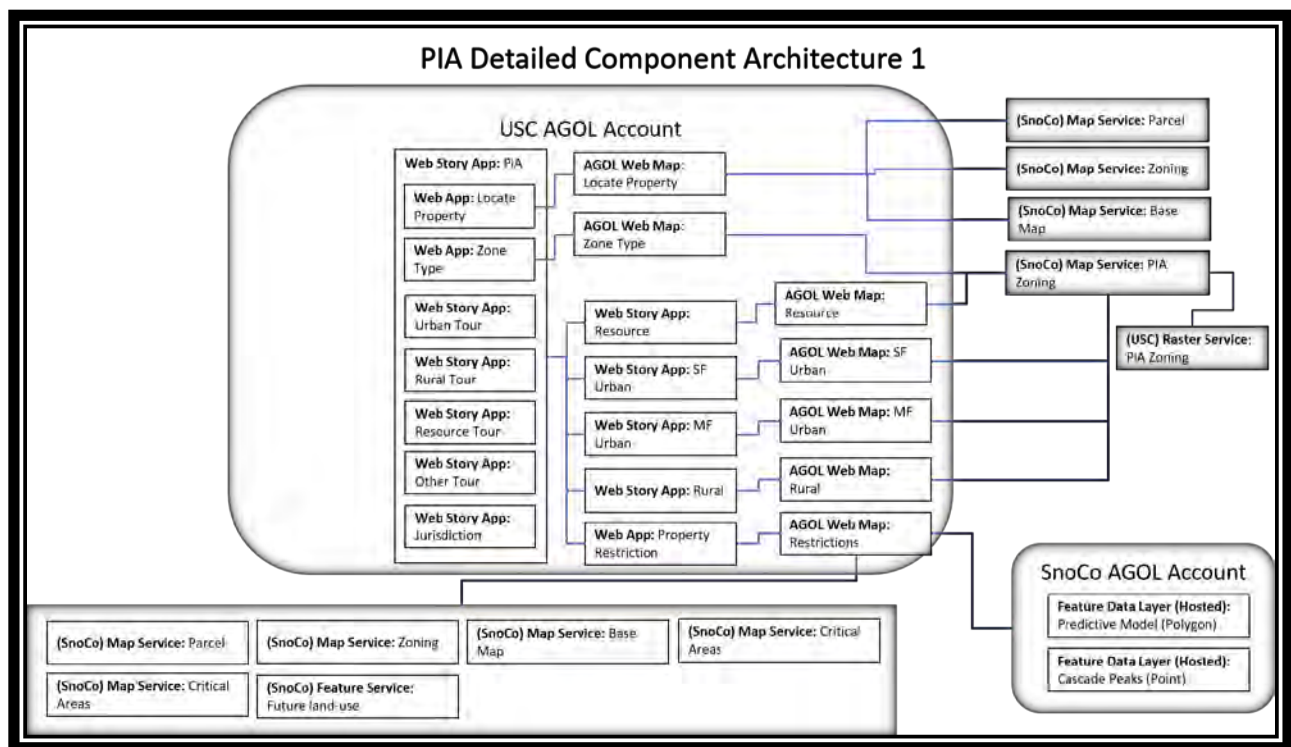 PIA Detailed Component Architecture 1
USC AGOL Account
Web Story App: PIA
Web App: Locate
Property
Web App: Zone
Type
Web Story App:
Urban Tour
Web Story App:
Rural Tour
Web Story App:
Resource Tour
Web Story App:
Other Tour
Web Story App:
Jurisdiction
AGOL Web Map:
Locate Property
AGOL Web Map:
Zone Type
Web Story App:
Resource
Web Story App: SF
Urban
Web Story App: MF
Urban
Web Story App: Rural
Web App: Property
Restriction
AGOL Web Map:
Resource
AGOL Web Map: SF
Urban
AGOL Web Map: MF
Urban
AGOL Web Map:
Rural
AGOL Web Map:
Restrictions
(SnoCo) Map Service: Parcel
(SnoCo) Map Service: Zoning
(SnoCo) Map Service: Base
Map
(SnoCo) Map Service: PIA
Zoning
(USC) Raster Service:
PIA Zoning
SnoCo AGOL Account
Feature Data Layer (Hosted):
Predictive Model (Polygon)
Feature Data Layer (Hosted):
Cascade Peaks (Point)
(SnoCo) Map Service: Parcel
(SnoCo) Map Service: Zoning
(SnoCo) Map Service: Base
Map
(SnoCo) Map Service: Critical
Areas
(SnoCo) Map Service: Critical
Areas
(SnoCo) Feature Service:
Future land-use